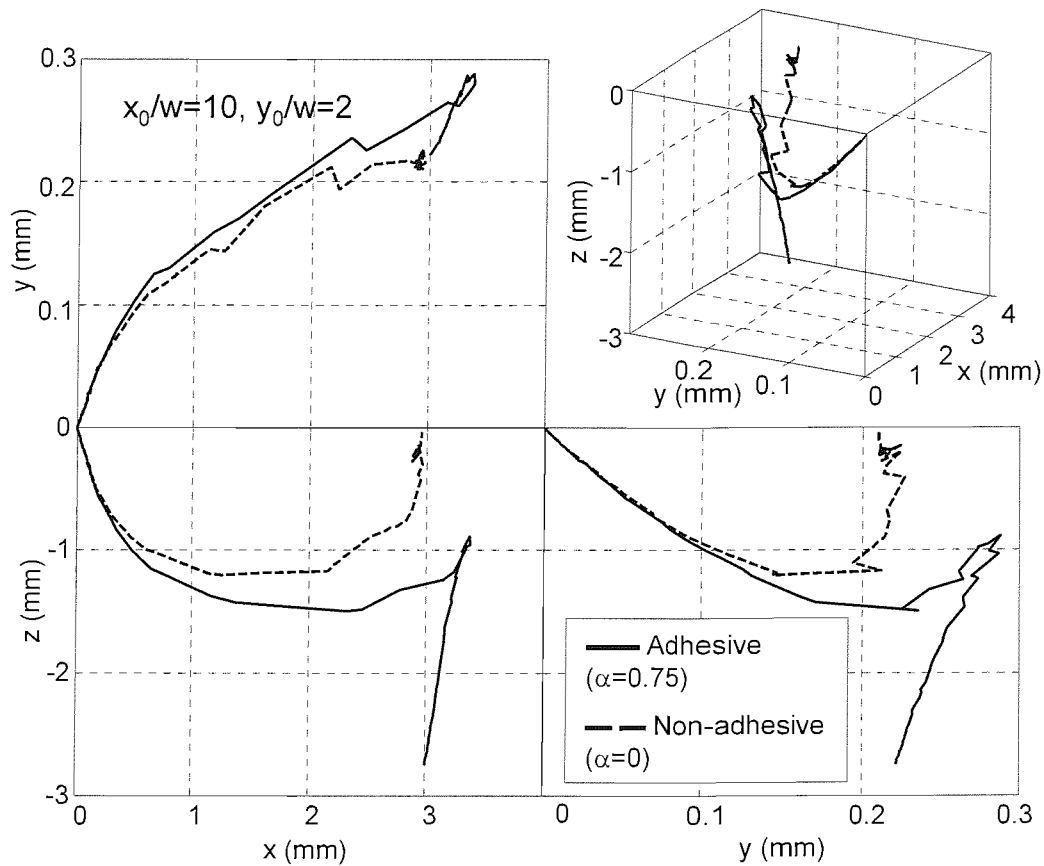 0.3
x0/w=10, y0/w=2
0.2
y (mm)
0.1
0
0
-1
z (mm)
-2
-3
0.2
y (mm)
0.1
0
1
2
3
4
x (mm)
-1
z (mm)
-2
-3
0
1
2
3
x (mm)
Adhesive
(α=0.75)
Non-adhesive
(α=0)
0
0.1
0.2
0.3
y (mm)